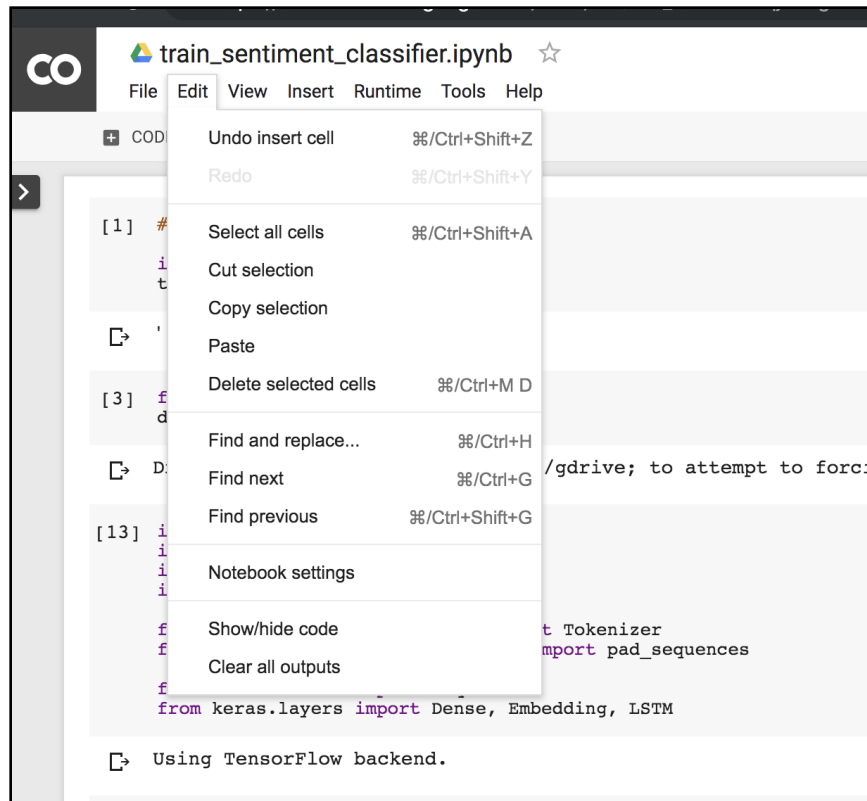 CO
train_sentiment_classifier.ipynb
File Edit View Insert Runtime Tools Help
COD
Undo insert cell ⌘/Ctrl+Shift+Z
Redo ⌘/Ctrl+Shift+Y
[1] #
Select all cells ⌘/Ctrl+Shift+A
i
Cut selection
t
Copy selection
'
Paste
Delete selected cells ⌘/Ctrl+M D
[3] f
d
Find and replace... ⌘/Ctrl+H
D /gdrive; to attempt to forci
Find next ⌘/Ctrl+G
Find previous ⌘/Ctrl+Shift+G
[13] i
i
i
Notebook settings
i
Show/hide code
f t Tokenizer
f mport pad_sequences
Clear all outputs
f
from keras.layers import Dense, Embedding, LSTM
Using TensorFlow backend.